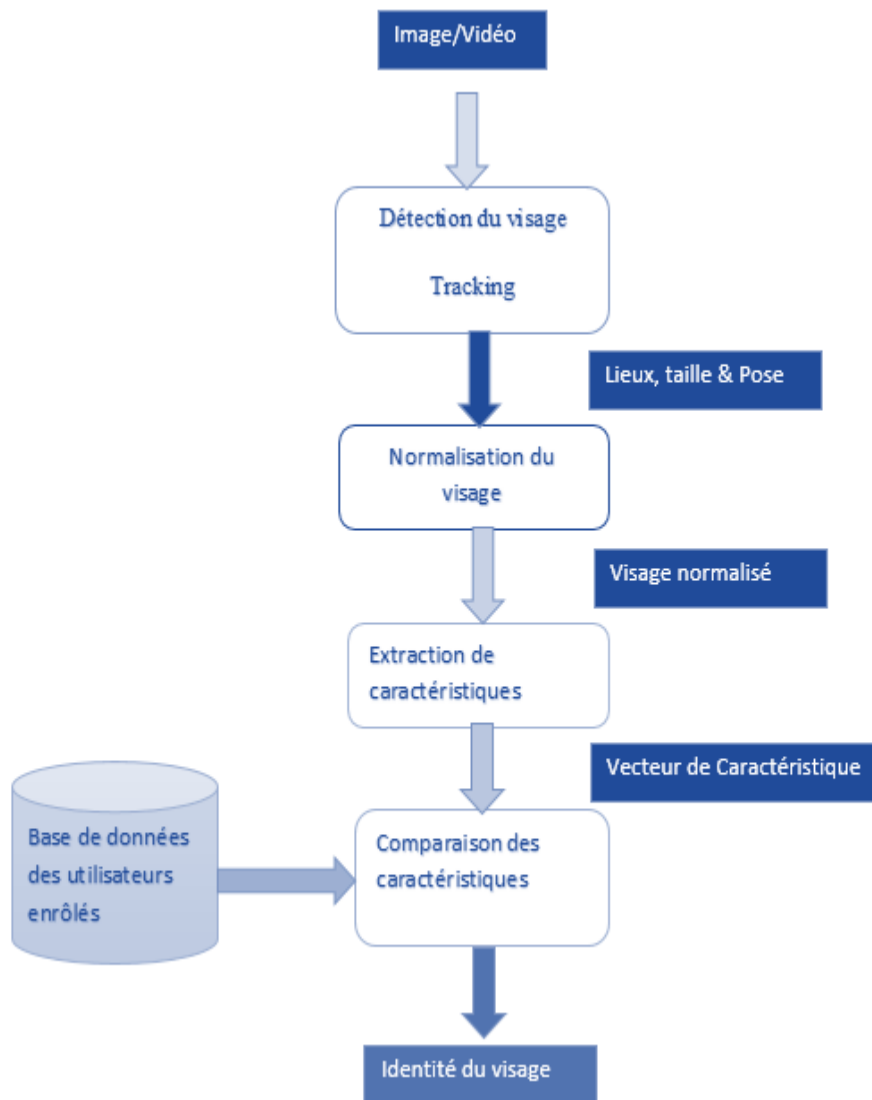 Image/Vidéo
Détection du visage
Tracking
Lieux, taille & Pose
Normalisation du
visage
Visage normalisé
Extraction de
caractéristiques
Vecteur de Caractéristique
Base de données
des utilisateurs
enrôlés
Comparaison des
caractéristiques
Identité du visage